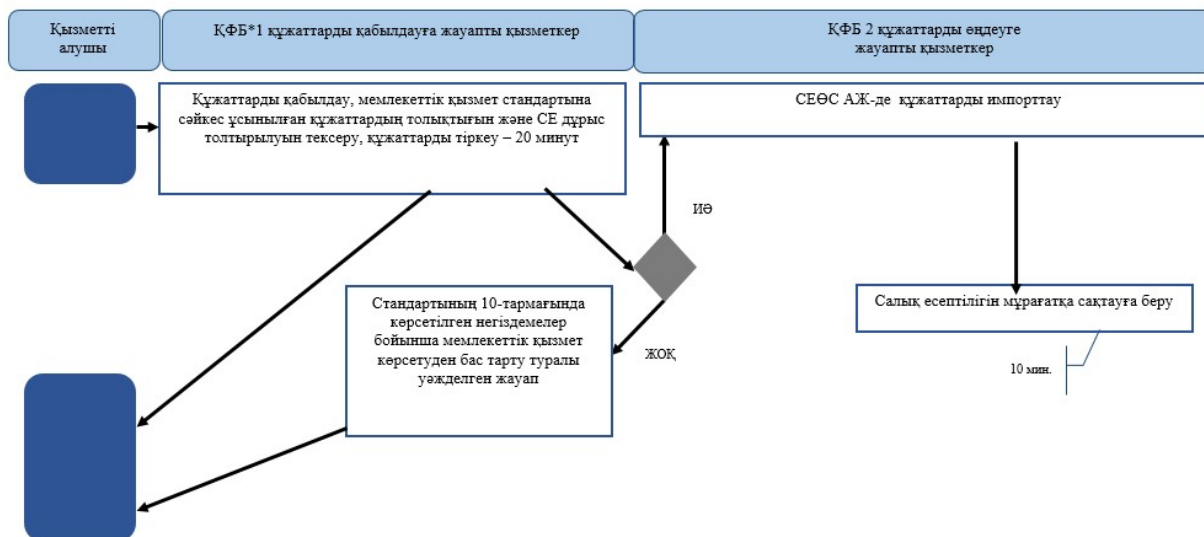 Қызметті
алушы
ҚФБ*1 құжаттарды қабылдауға жауапты қызметкер
ҚФБ 2 құжаттарды өңдеуге
жауапты қызметкер
Құжаттарды қабылдау, мемлекеттік қызмет стандартына
сәйкес ұсынылған құжаттардың толықтығын және СЕ дұрыс
толтырылуын тексеру, құжаттарды тіркеу – 20 минут
СЕӨС АЖ-де құжаттарды импорттау
ИӘ
Стандартының 10-тармағында
көрсетілген негіздемелер
бойынша мемлекеттік қызмет
көрсетуден бас тарту туралы
уәжделген жауап
ЖОҚ
Салық есептілігін мұрағатқа сақтауға беру
10 мин.